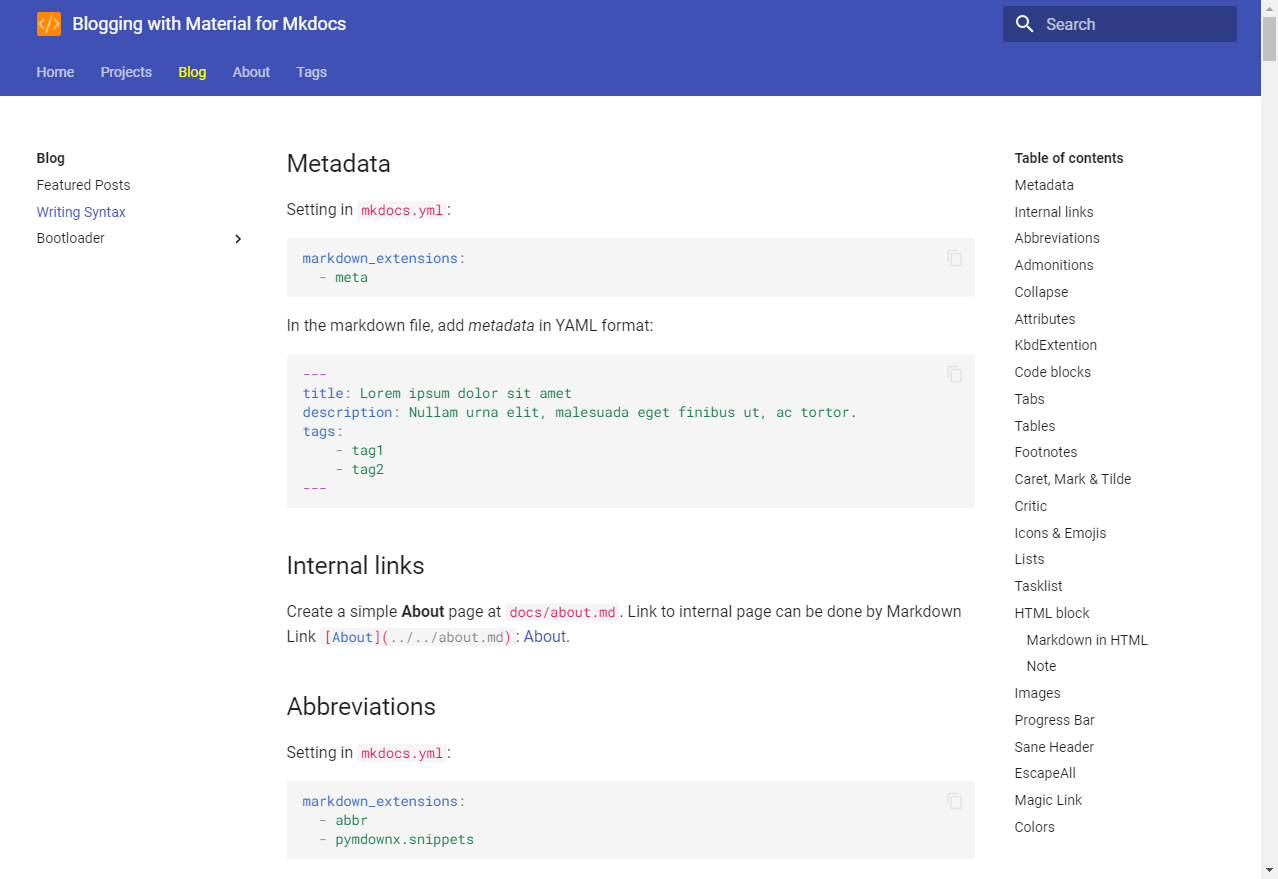 Blogging with Material for Mkdocs
Search
Home
Projects
Blog
About
Tags
Blog
Featured Posts
Writing Syntax
Bootloader
Metadata
Setting in mkdocs.yml:
markdown_extensions:
  - meta
In the markdown file, add metadata in YAML format:
---
title: Lorem ipsum dolor sit amet
description: Nullam urna elit, malesuada eget finibus ut, ac tortor.
tags:
    - tag1
    - tag2
---
Internal links
Create a simple About page at docs/about.md. Link to internal page can be done by Markdown
Link [About](../../about.md): About.
Abbreviations
Setting in mkdocs.yml:
markdown_extensions:
  - abbr
  - pymdownx.snippets
Table of contents
Metadata
Internal links
Abbreviations
Admonitions
Collapse
Attributes
KbdExtention
Code blocks
Tabs
Tables
Footnotes
Caret, Mark & Tilde
Critic
Icons & Emojis
Lists
Tasklist
HTML block
Markdown in HTML
Note
Images
Progress Bar
Sane Header
EscapeAll
Magic Link
Colors